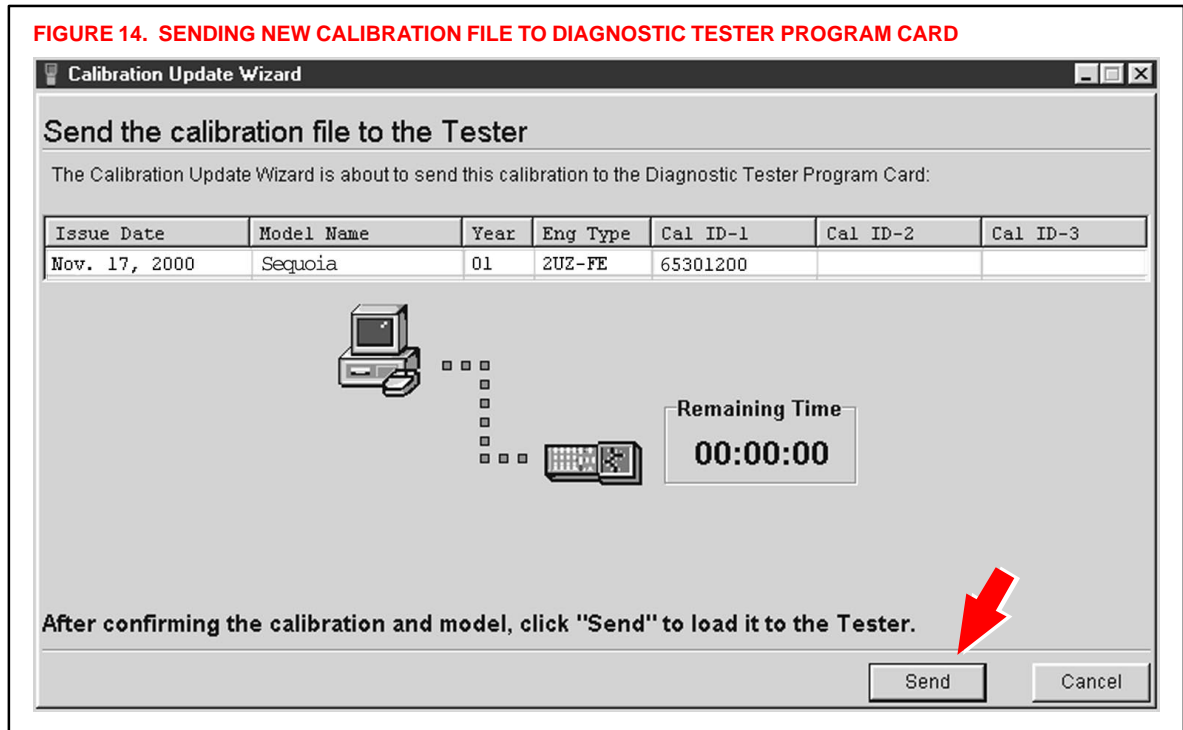 FIGURE 14. SENDING NEW CALIBRATION FILE TO DIAGNOSTIC TESTER PROGRAM CARD
Calibration Update Wizard
Send the calibration file to the Tester
The Calibration Update Wizard is about to send this calibration to the Diagnostic Tester Program Card:
Issue Date Model Name Year Eng Type Cal ID-1 Cal ID-2 Cal ID-3
Nov. 17, 2000 Sequoia 01 2UZ-FE 65301200
Remaining Time
00:00:00
After confirming the calibration and model, click "Send" to load it to the Tester.
Send Cancel